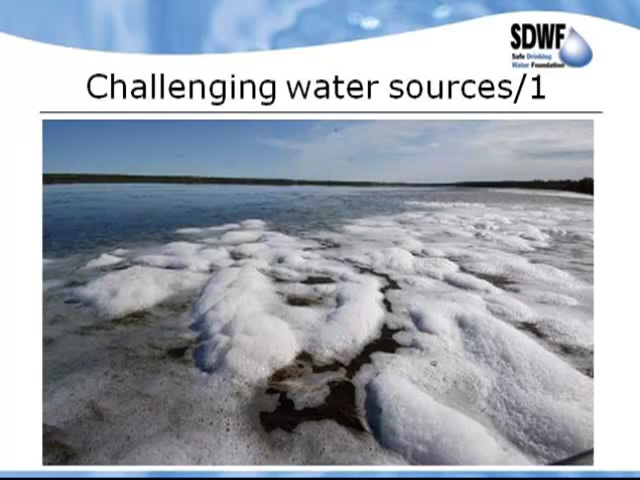 SDWF
Safe Drinking
Water Foundation
Challenging water sources/1